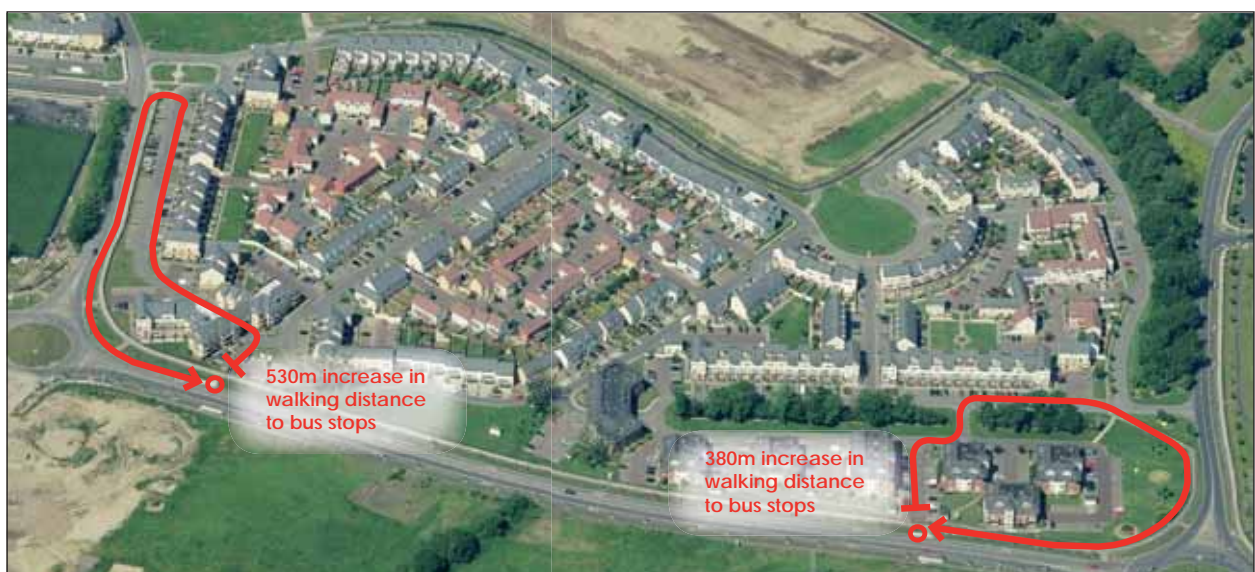 530m increase in
walking distance
to bus stops
380m increase in
walking distance
to bus stops